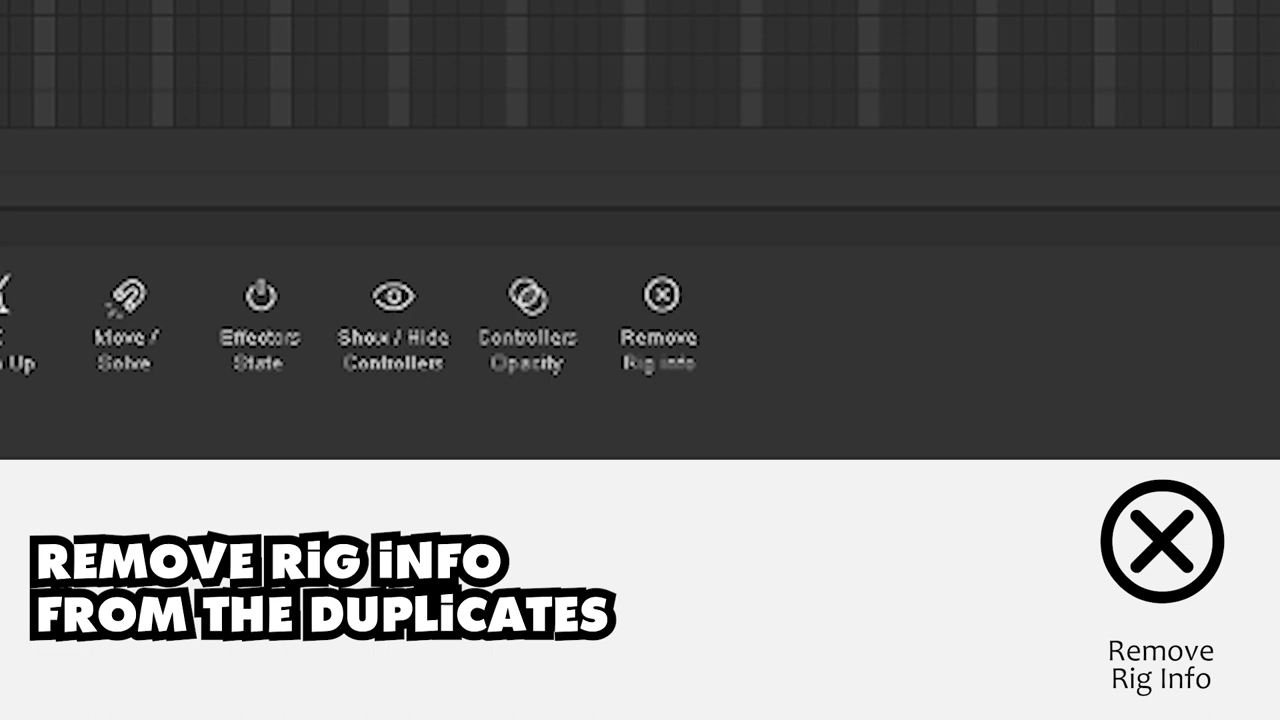 Move /
Effectors
Show / Hide
Controllers
Remove
Up
Solve
State
Controllers
Opacity
Rig Info
REMOVE RiG iNFO
FROM THE DUPLiCATES
Remove
Rig Info